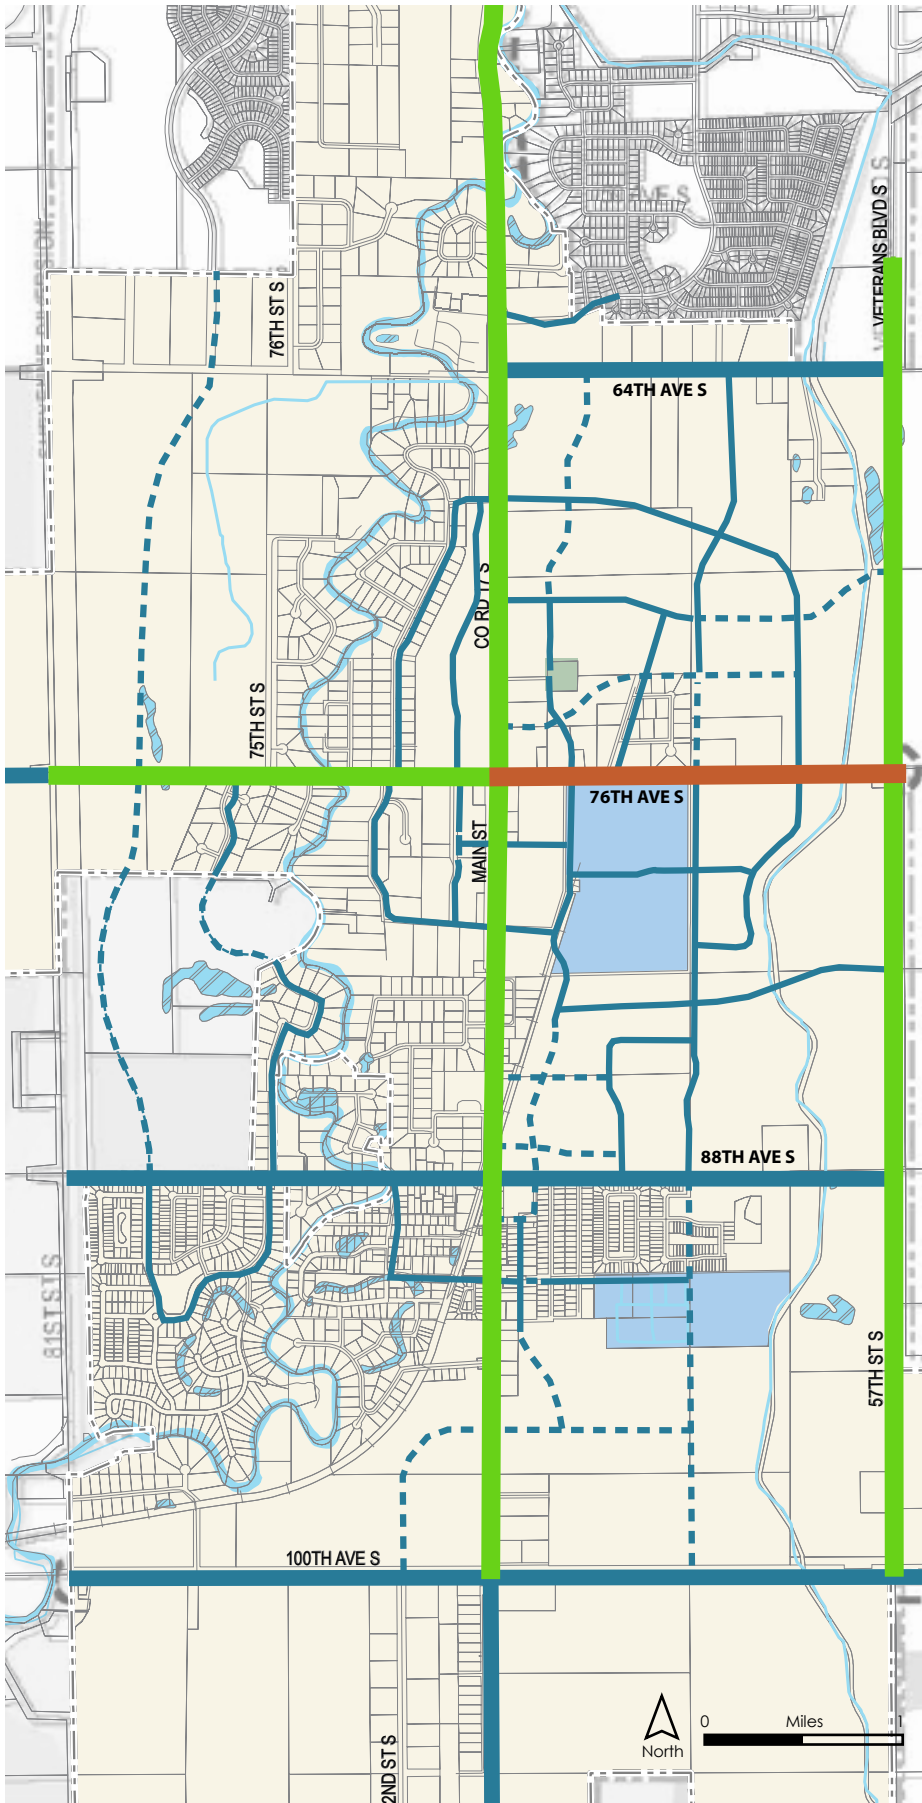 VETERANS BLVD S
76TH ST S
64TH AVE S
CO RD 17 S
75TH ST S
76TH AVE S
MAIN ST
88TH AVE S
81ST ST S
57TH ST S
100TH AVE S
0 Miles 1
North
2ND ST S